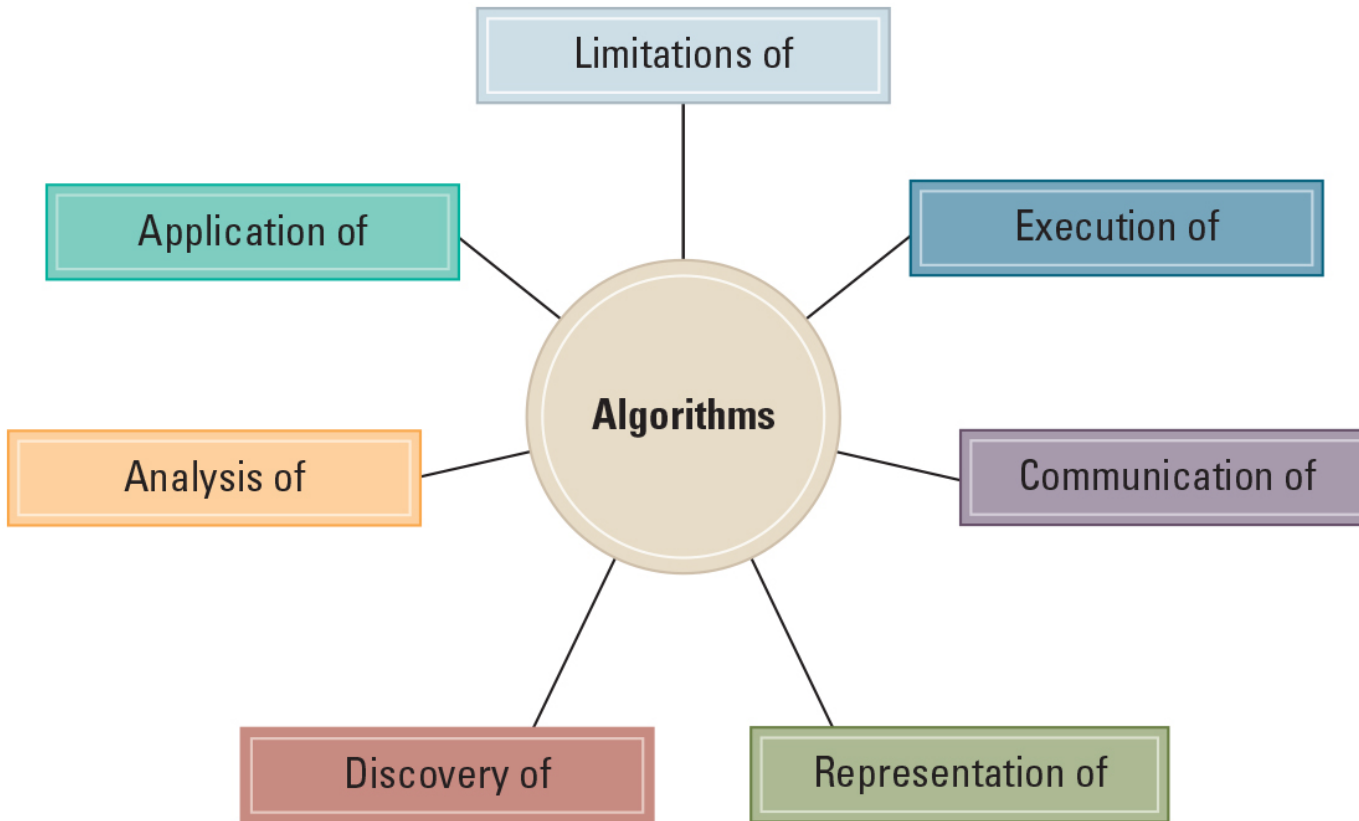 Limitations of
Application of
Execution of
Algorithms
Analysis of
Communication of
Discovery of
Representation of